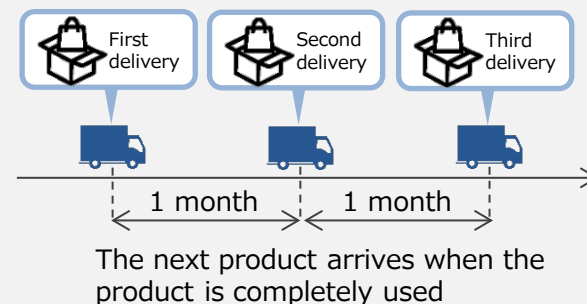 First
delivery
Second
delivery
Third
delivery
1 month
1 month
The next product arrives when the
product is completely used